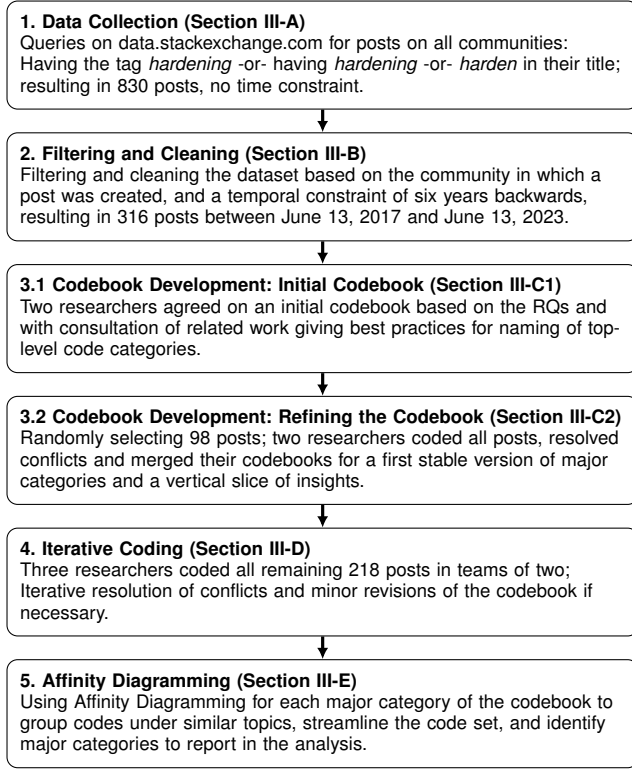 1. Data Collection (Section III-A)
Queries on data.stackexchange.com for posts on all communities:
Having the tag hardening -or- having hardening -or- harden in their title;
resulting in 830 posts, no time constraint.
2. Filtering and Cleaning (Section III-B)
Filtering and cleaning the dataset based on the community in which a
post was created, and a temporal constraint of six years backwards,
resulting in 316 posts between June 13, 2017 and June 13, 2023.
3.1 Codebook Development: Initial Codebook (Section III-C1)
Two researchers agreed on an initial codebook based on the RQs and
with consultation of related work giving best practices for naming of top-
level code categories.
3.2 Codebook Development: Refining the Codebook (Section III-C2)
Randomly selecting 98 posts; two researchers coded all posts, resolved
conflicts and merged their codebooks for a first stable version of major
categories and a vertical slice of insights.
4. Iterative Coding (Section III-D)
Three researchers coded all remaining 218 posts in teams of two;
Iterative resolution of conflicts and minor revisions of the codebook if
necessary.
5. Affinity Diagramming (Section III-E)
Using Affinity Diagramming for each major category of the codebook to
group codes under similar topics, streamline the code set, and identify
major categories to report in the analysis.